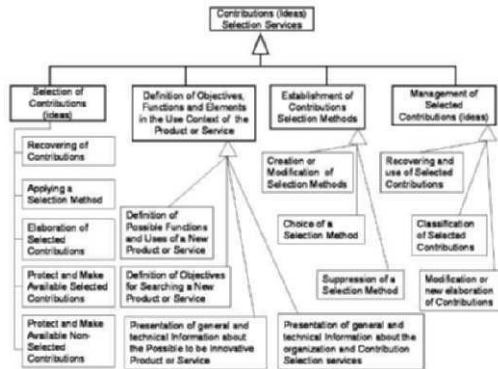 Contributions (Ideas)
Selection Services
Selection of
Contributions
(Ideas)
Definition of Objectives,
Functions and Elements
in the Use Context of the
Product or Service
Establishment of
Contributions
Selection Methods
Management of
Selected
Contributions (Ideas)
Recovering of
Contributions
Applying a
Selection Method
Elaboration of
Selected
Contributions
Protect and Make
Available Selected
Contributions
Protect and Make
Available Non-
Selected
Contributions
Definition of
Possible Functions
and Uses of a New
Product or Service
Definition of Objectives
for Searching a New
Product or Service
Presentation of general and
technical Information about
the Possible to be Innovative
Product or Service
Creation or
Modification of
Selection Methods
Choice of a
Selection Method
Suppression of a
Selection Method
Presentation of general and
technical Information about the
organization and Contribution
Selection services
Recovering and
use of Selected
Contributions
Classification
of Selected
Contributions
Modification or
new elaboration
of Contributions